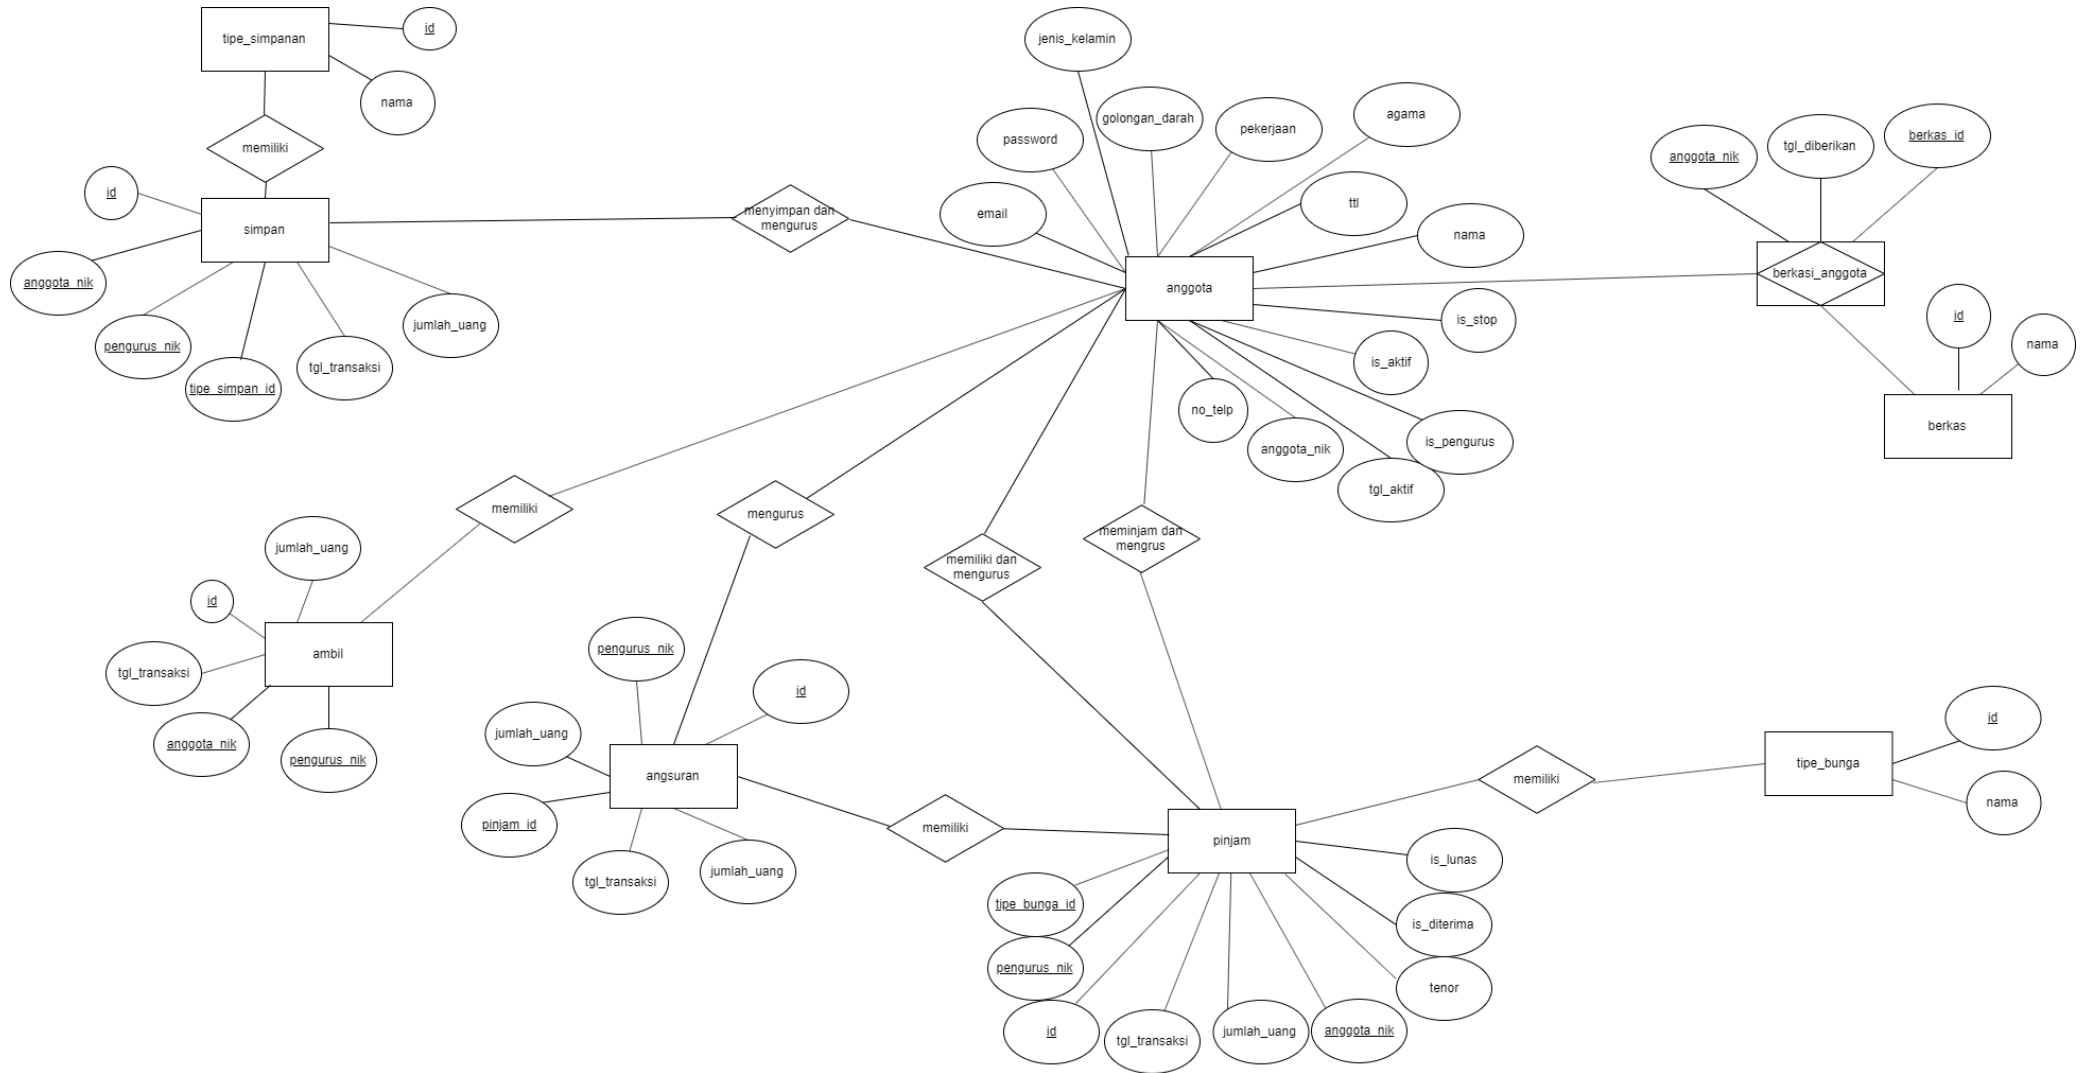 tipe_simpanan
id
nama
memiliki
id
simpan
anggota_nik
pengurus_nik
tipe_simpan_id
tgl_transaksi
jumlah_uang
menyimpan dan
mengurus
jenis_kelamin
password
golongan_darah
pekerjaan
agama
email
ttl
nama
anggota
is_stop
is_aktif
is_pengurus
tgl_aktif
anggota_nik
no_telp
anggota_nik
tgl_diberikan
berkas_id
berkasi_anggota
id
nama
berkas
memiliki
mengurus
memiliki dan
mengurus
meminjam dan
mengrus
jumlah_uang
id
tgl_transaksi
ambil
anggota_nik
pengurus_nik
pengurus_nik
id
jumlah_uang
angsuran
pinjam_id
tgl_transaksi
jumlah_uang
memiliki
pinjam
memiliki
tipe_bunga
id
nama
is_lunas
is_diterima
tenor
tipe_bunga_id
pengurus_nik
id
tgl_transaksi
jumlah_uang
anggota_nik